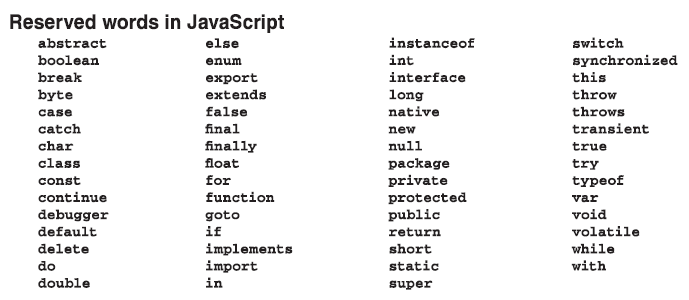 Reserved words in JavaScript
abstract else instanceof switch
boolean enum int synchronized
break export interface this
byte extends long throw
case false native throws
catch final new transient
char finally null true
class float package try
const for private typeof
continue function protected var
debugger goto public void
default if return volatile
delete implements short while
do import static with
double in super